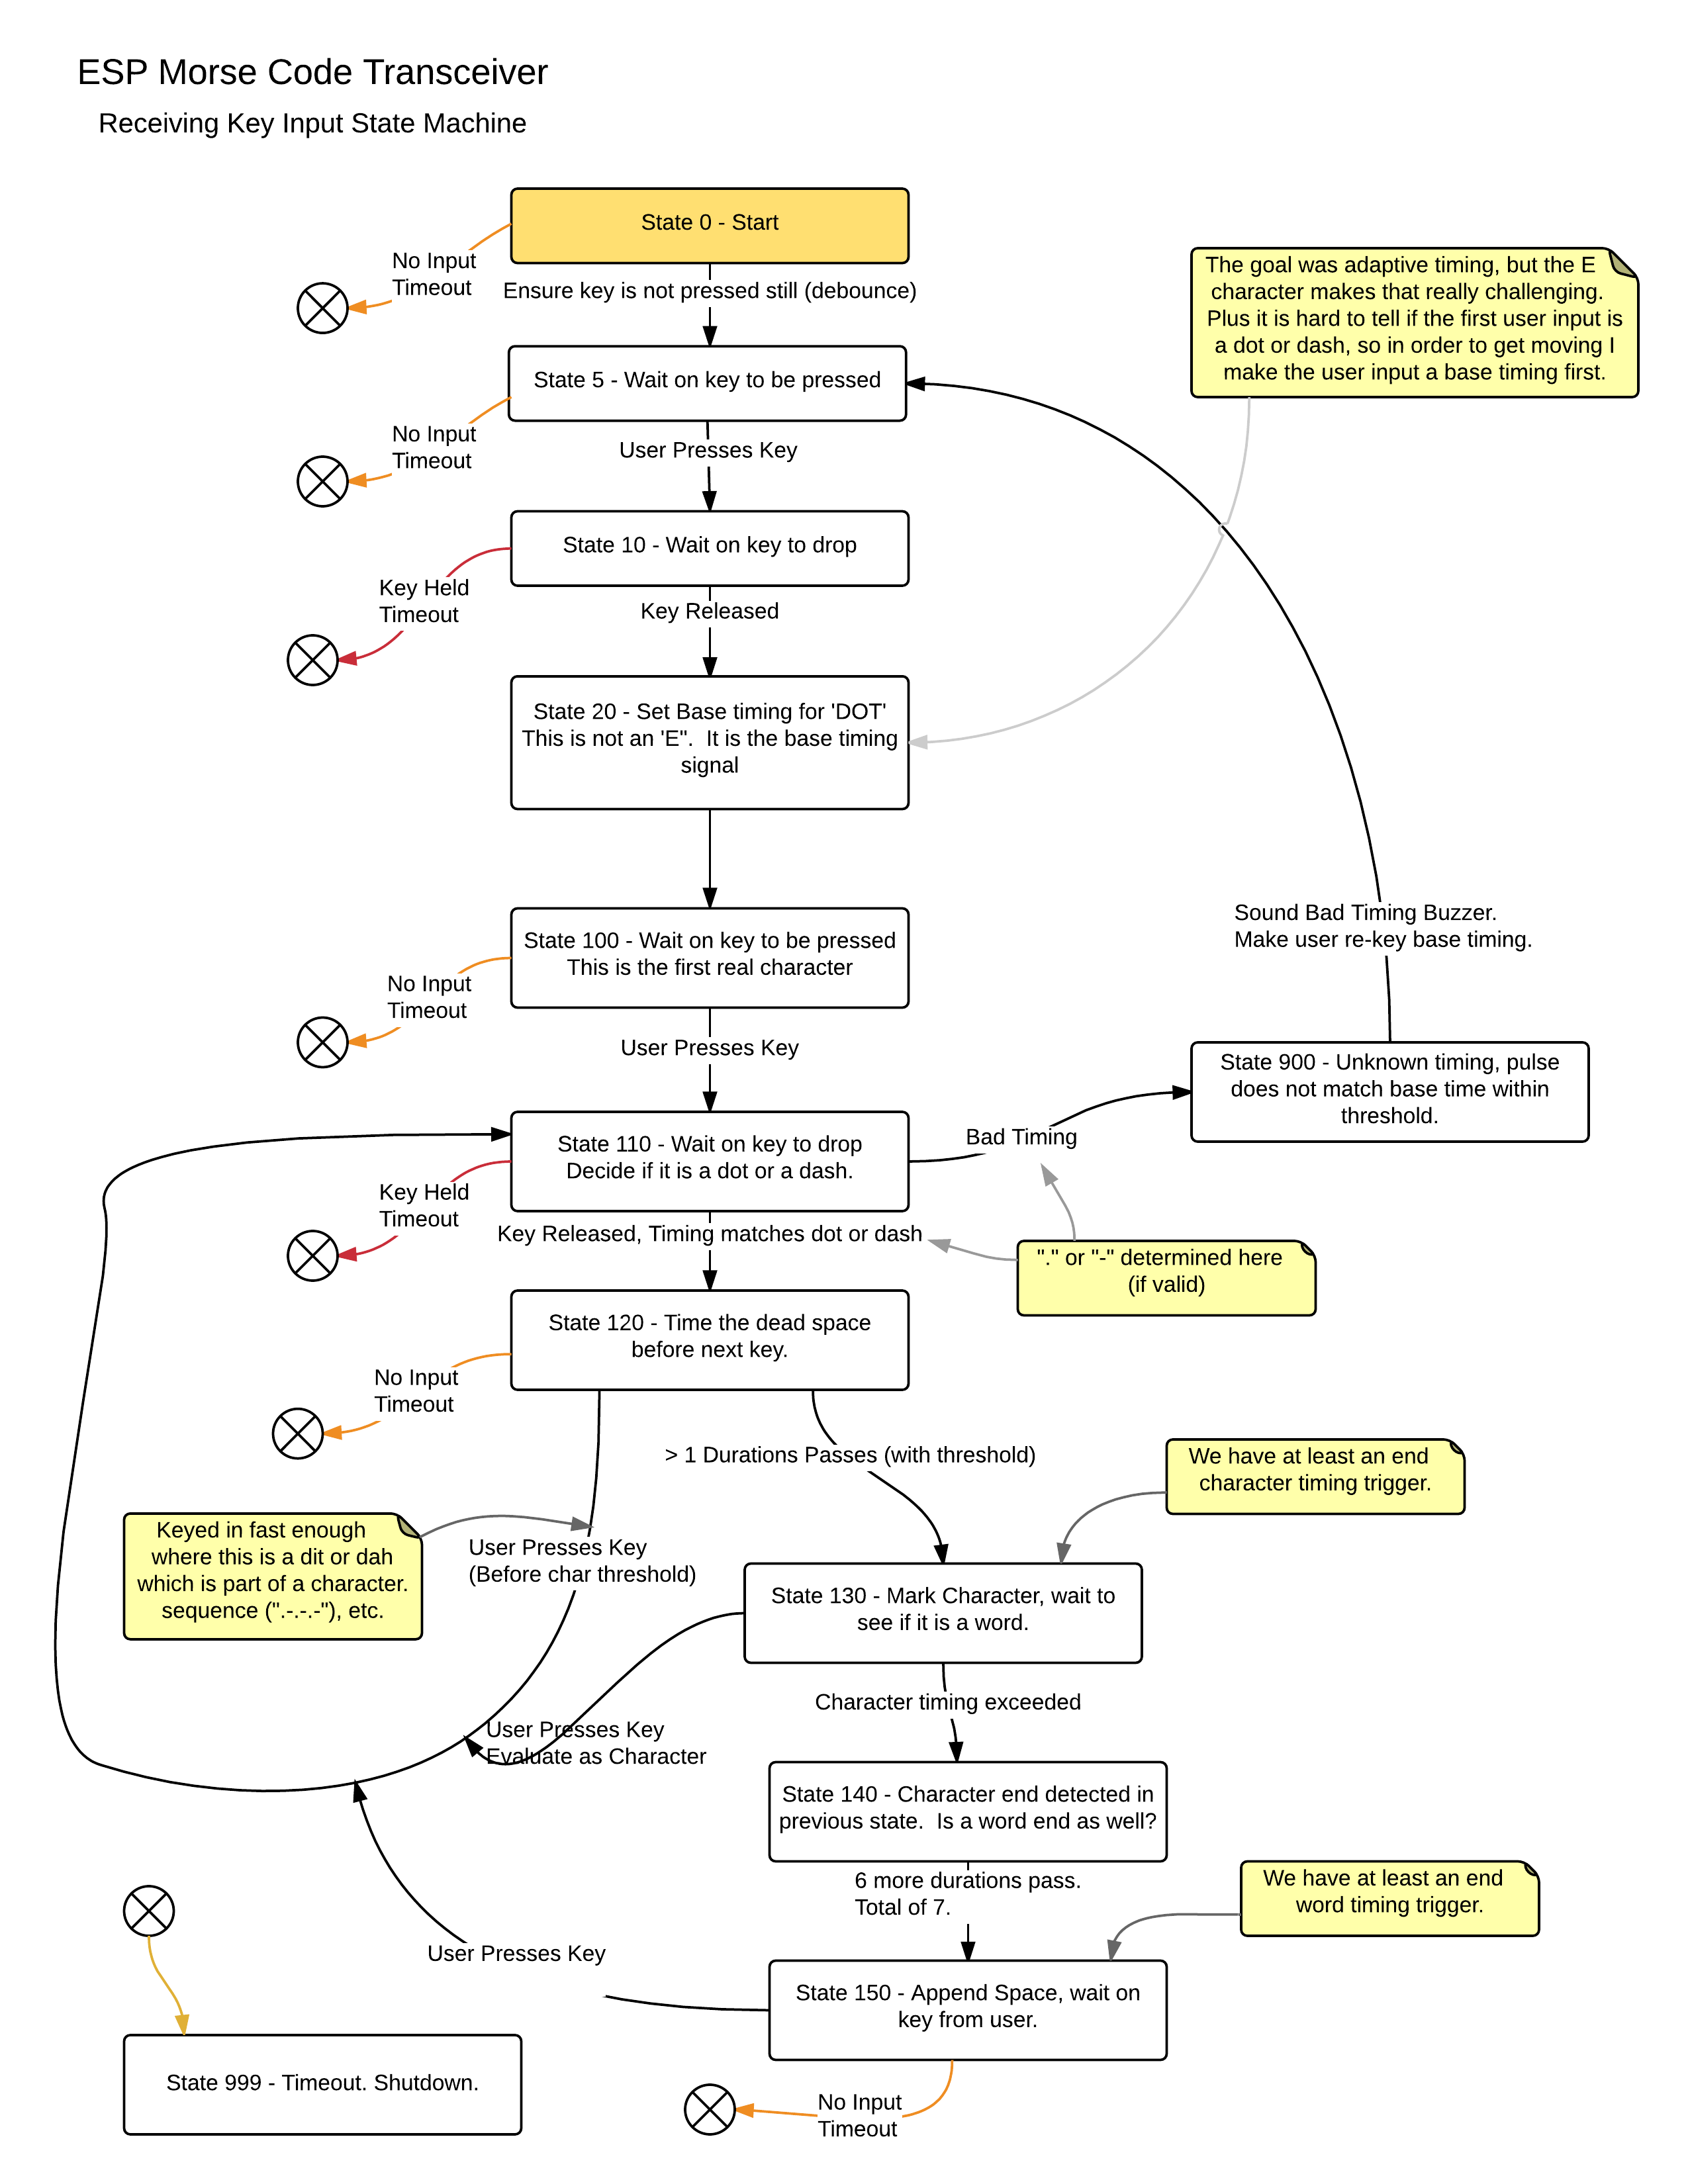 ESP Morse Code Transceiver
Receiving Key Input State Machine
State 0 - Start
No Input
Timeout
Ensure key is not pressed still (debounce)
The goal was adaptive timing, but the E
character makes that really challenging.
Plus it is hard to tell if the first user input is
a dot or dash, so in order to get moving I
make the user input a base timing first.
State 5 - Wait on key to be pressed
No Input
Timeout
User Presses Key
State 10 - Wait on key to drop
Key Held
Timeout
Key Released
State 20 - Set Base timing for 'DOT'
This is not an 'E".  It is the base timing
signal
State 100 - Wait on key to be pressed
This is the first real character
Sound Bad Timing Buzzer.
Make user re-key base timing.
No Input
Timeout
User Presses Key
State 900 - Unknown timing, pulse
does not match base time within
threshold.
State 110 - Wait on key to drop
Decide if it is a dot or a dash.
Bad Timing
Key Held
Timeout
Key Released, Timing matches dot or dash
"." or "-" determined here
(if valid)
State 120 - Time the dead space
before next key.
No Input
Timeout
> 1 Durations Passes (with threshold)
We have at least an end
character timing trigger.
Keyed in fast enough
where this is a dit or dah
which is part of a character.
sequence (".-.-.-"), etc.
User Presses Key
(Before char threshold)
State 130 - Mark Character, wait to
see if it is a word.
Character timing exceeded
User Presses Key
Evaluate as Character
State 140 - Character end detected in
previous state.  Is a word end as well?
6 more durations pass.
Total of 7.
We have at least an end
word timing trigger.
User Presses Key
State 150 - Append Space, wait on
key from user.
State 999 - Timeout. Shutdown.
No Input
Timeout